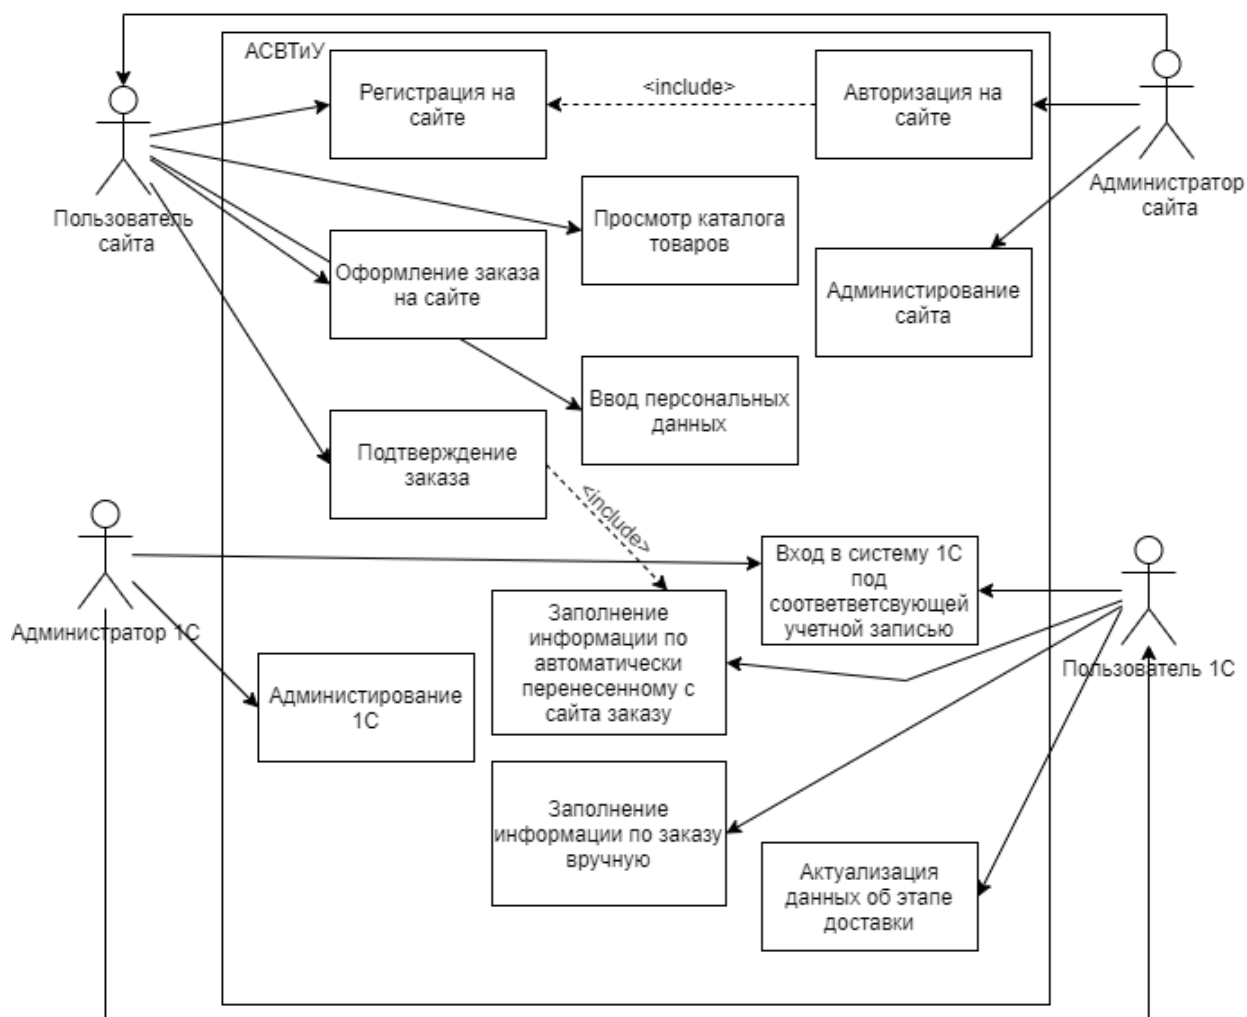 АСВТиУ
Регистрация на
сайте
<include>
Авторизация на
сайте
Пользователь
сайта
Администратор
сайта
Просмотр каталога
товаров
Оформление заказа
на сайте
Администирование
сайта
Ввод персональных
данных
Подтверждение
заказа
<include>
Администратор 1С
Вход в систему 1С
под
соответветсвующей
учетной записью
Пользователь 1С
Заполнение
информации по
автоматически
перенесенному с
сайта заказу
Администирование
1С
Заполнение
информации по заказу
вручную
Актуализация
данных об этапе
доставки